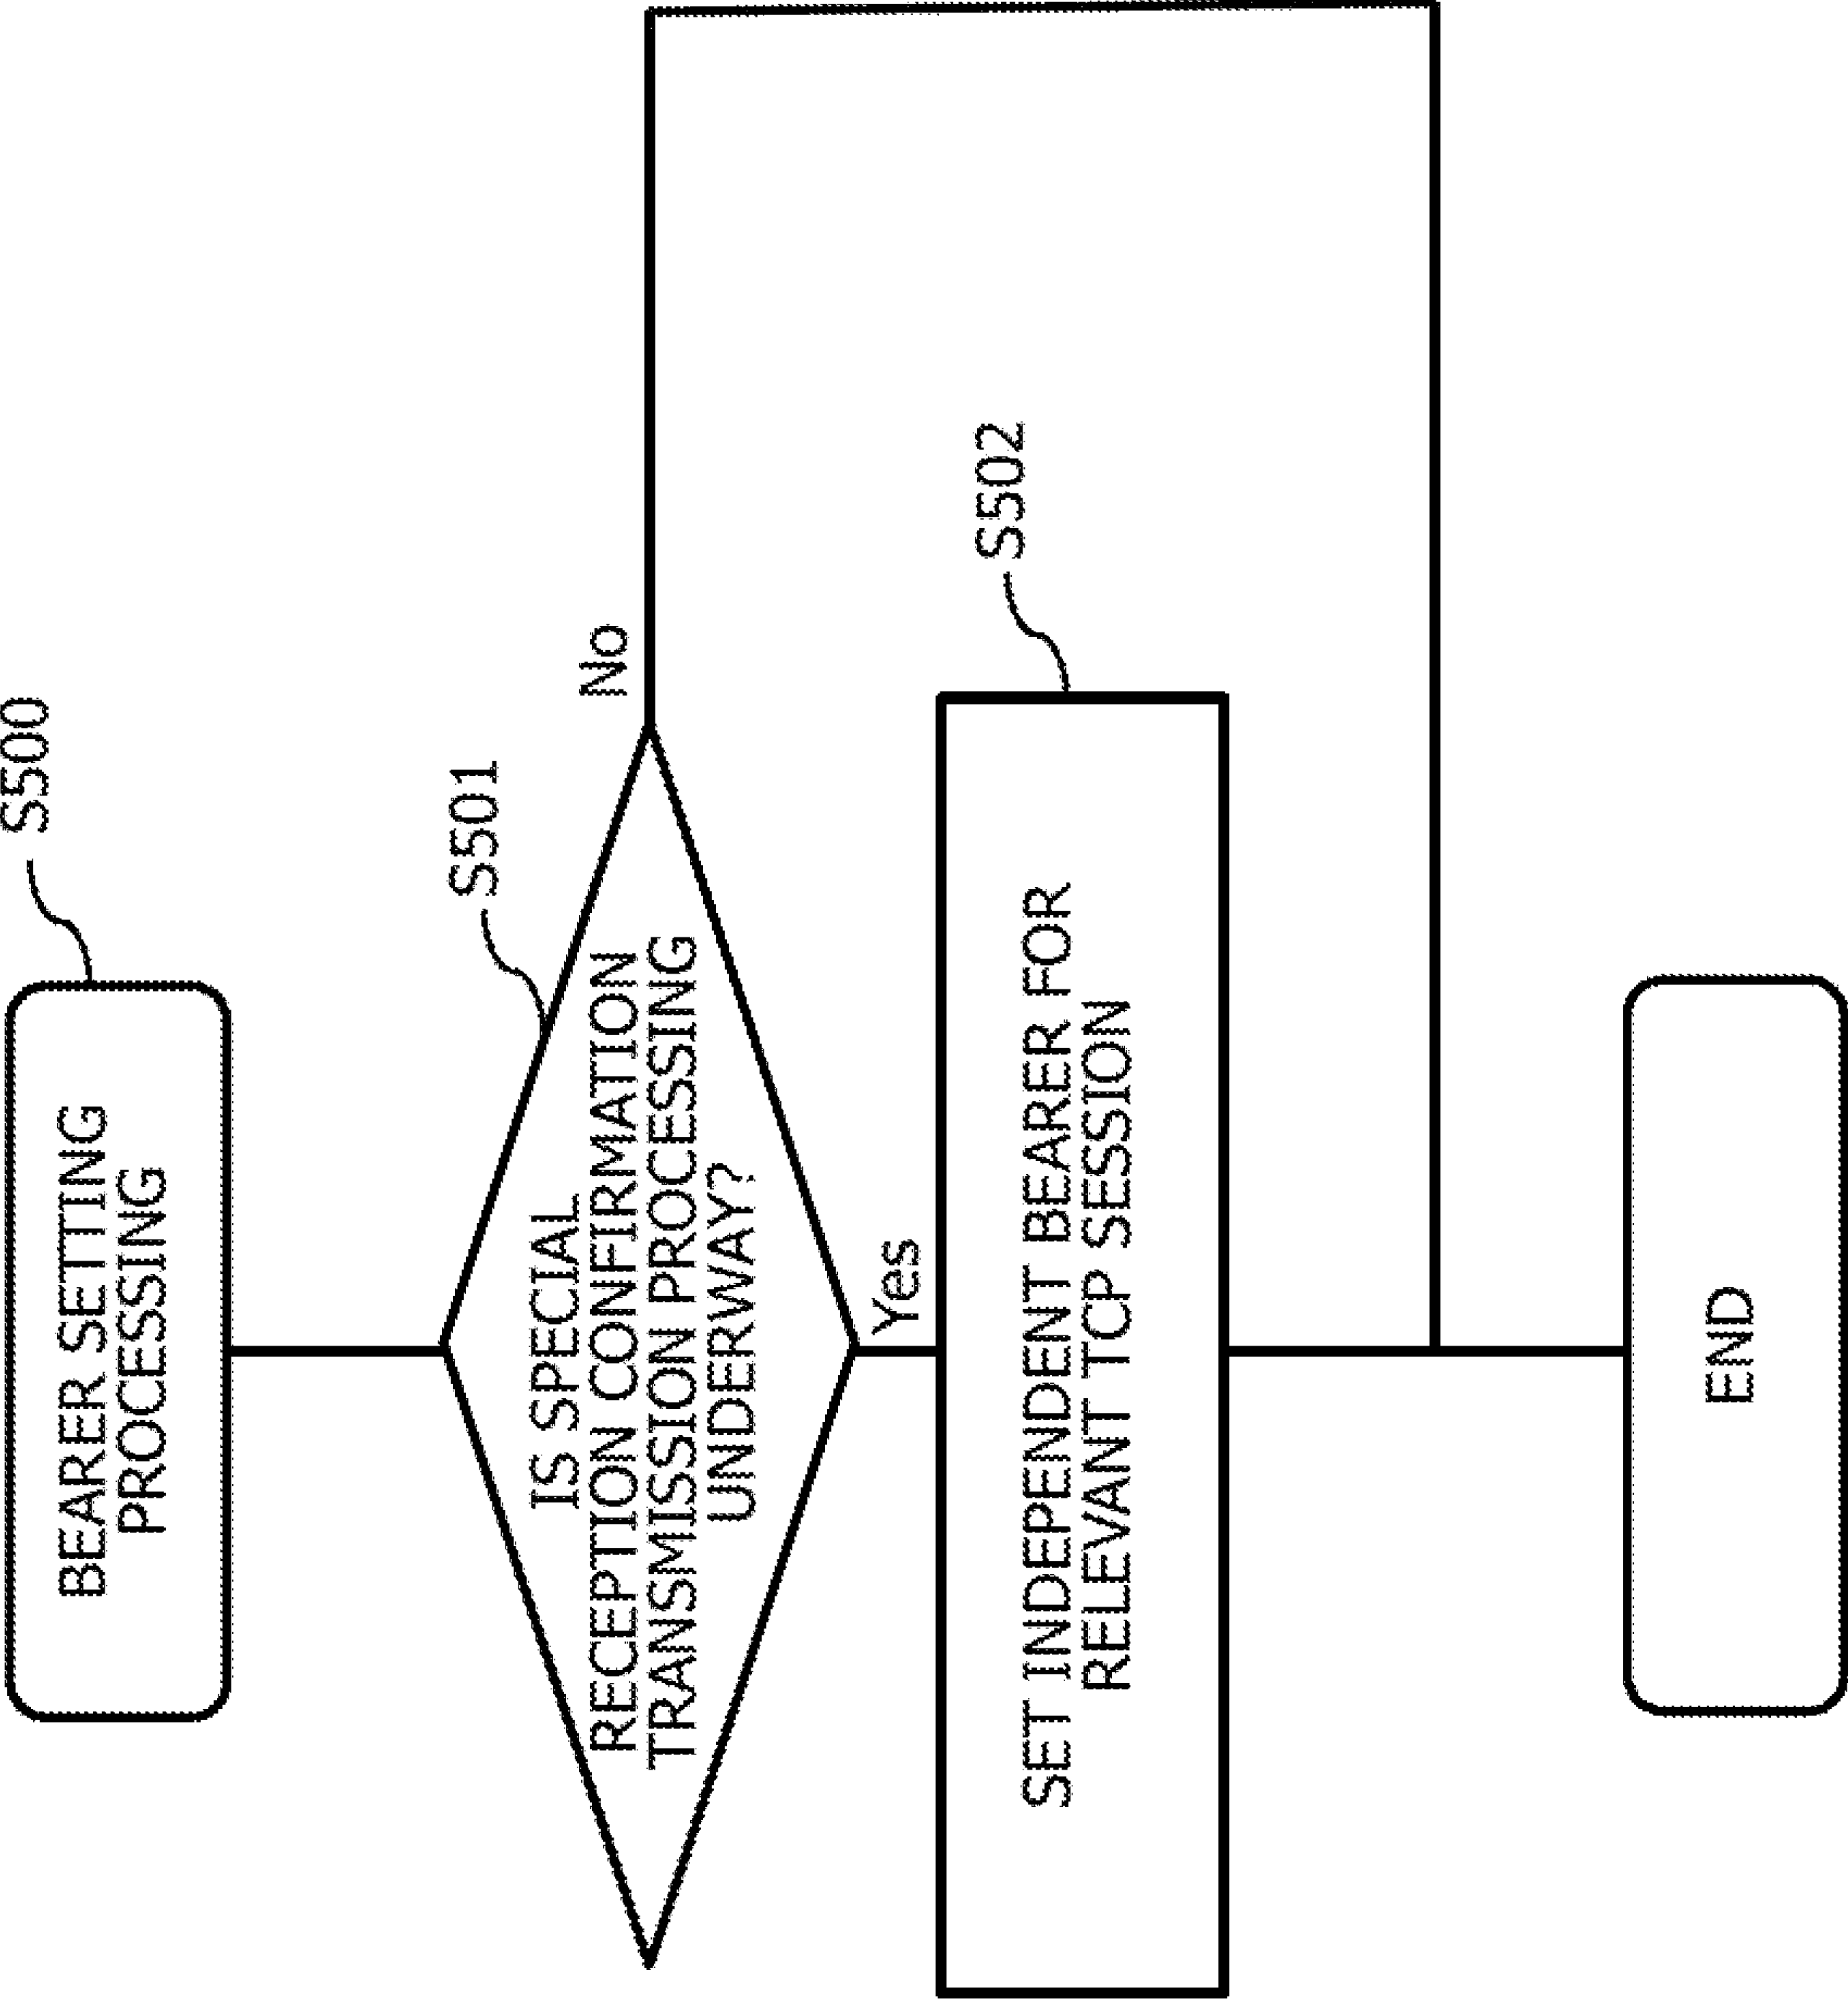 S500
BEARER SETTING
PROCESSING
S501
IS SPECIAL
RECEPTION CONFIRMATION
TRANSMISSION PROCESSING
UNDERWAY?
No
Yes
S502
SET INDEPENDENT BEARER FOR
RELEVANT TCP SESSION
END